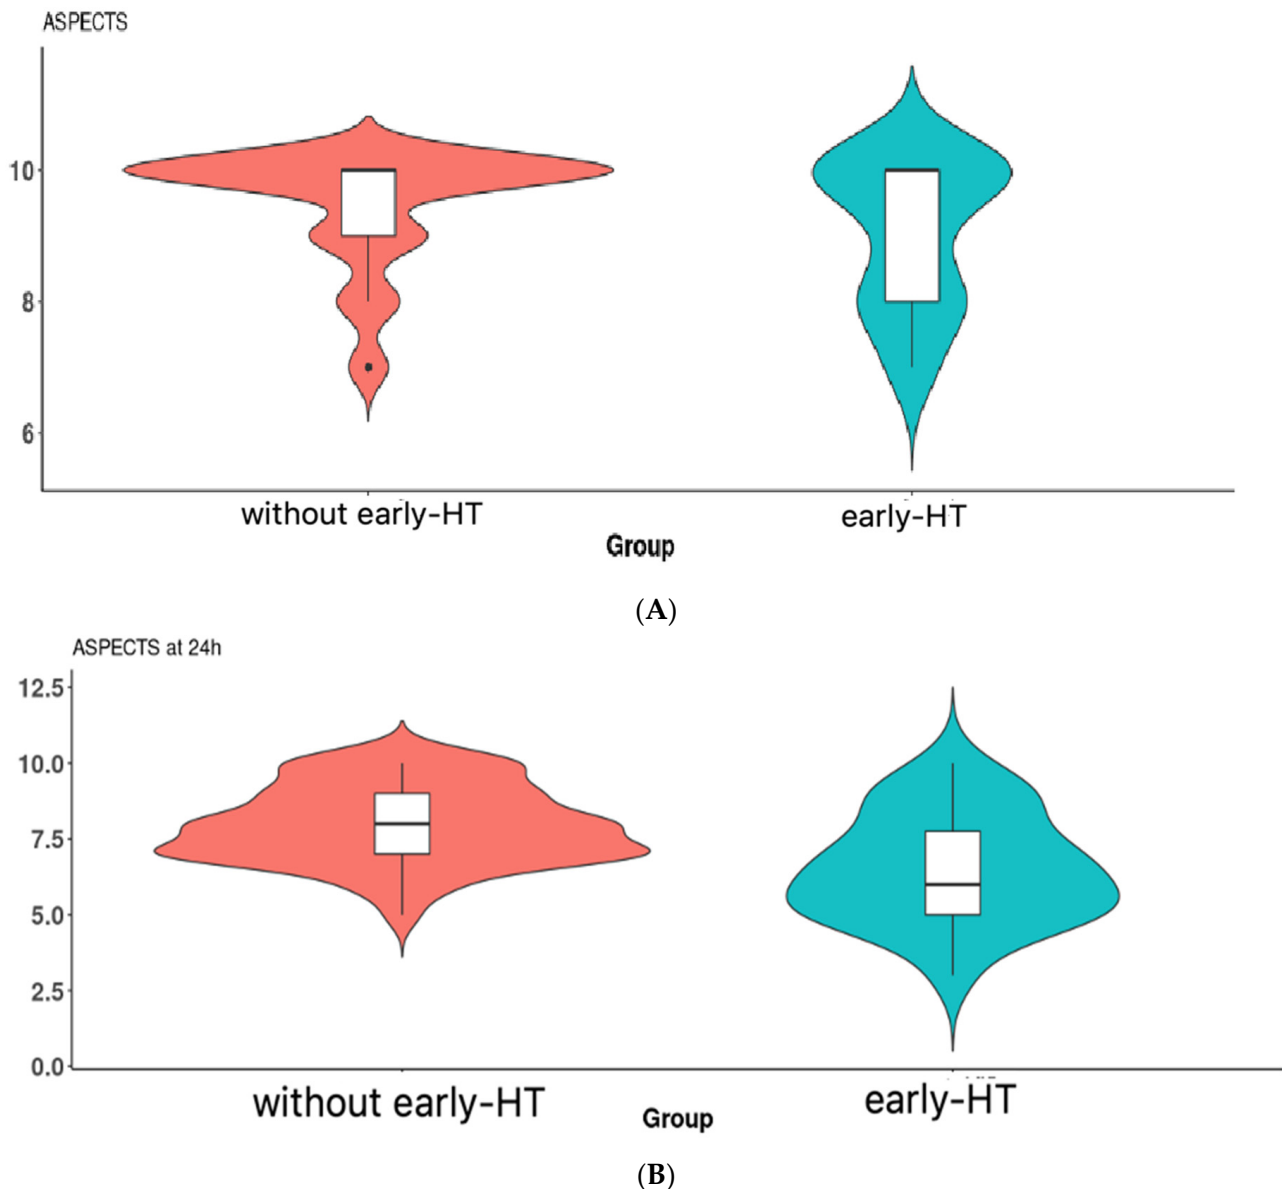 ASPECTS
10
8
6
without early-HT
early-HT
Group
(A)
ASPECTS at 24h
12.5
10.0
7.5
5.0
2.5
0.0
without early-HT
early-HT
Group
(B)